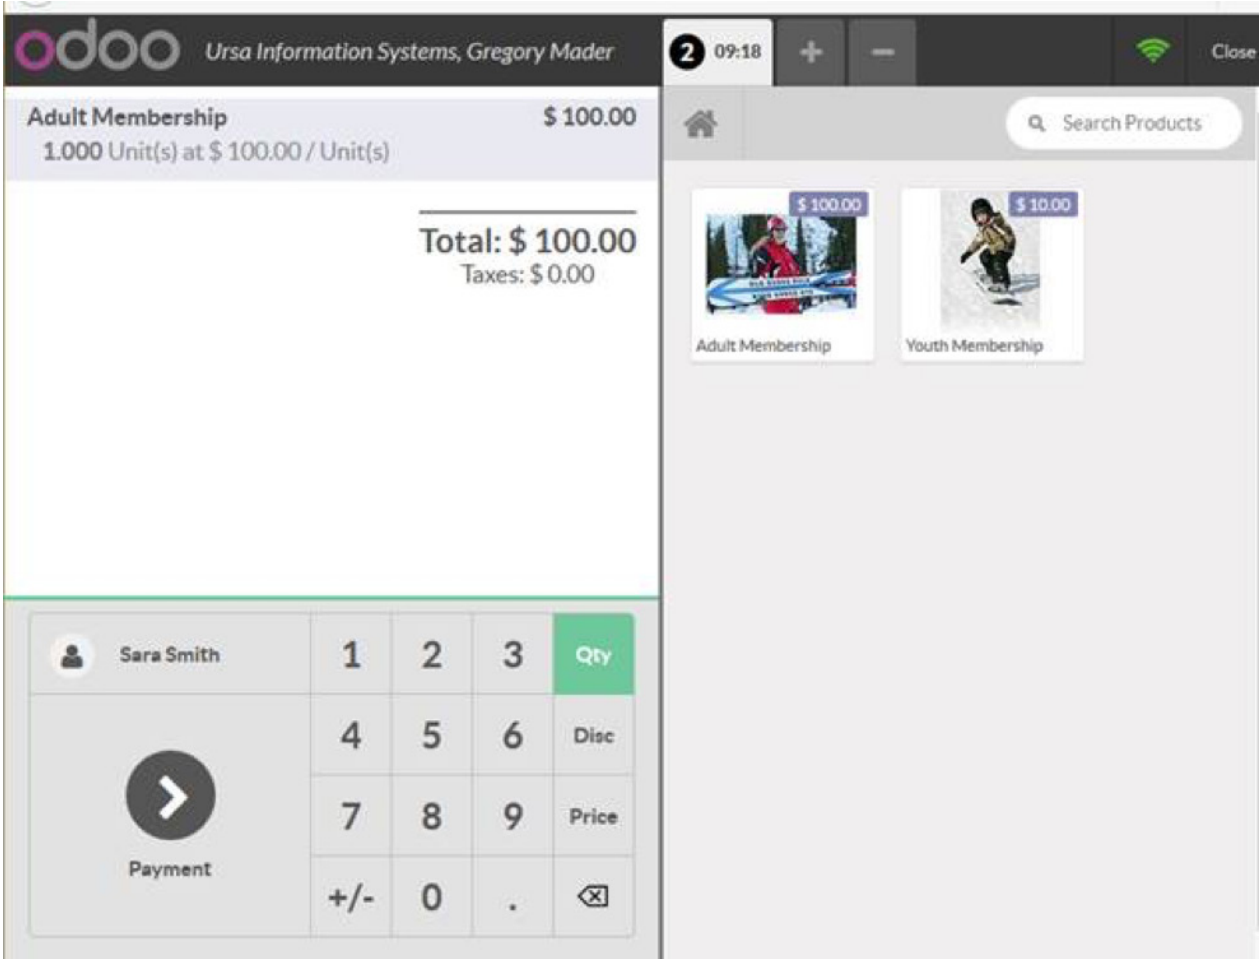 odoo Ursa Information Systems, Gregory Mader
2 09:18 + −
Close
Adult Membership $ 100.00
1.000 Unit(s) at $ 100.00 / Unit(s)
Total: $ 100.00
Taxes: $ 0.00
Search Products
$ 100.00
Adult Membership
$ 10.00
Youth Membership
Sara Smith
Payment
1 2 3 Qty
4 5 6 Disc
7 8 9 Price
+/- 0 .